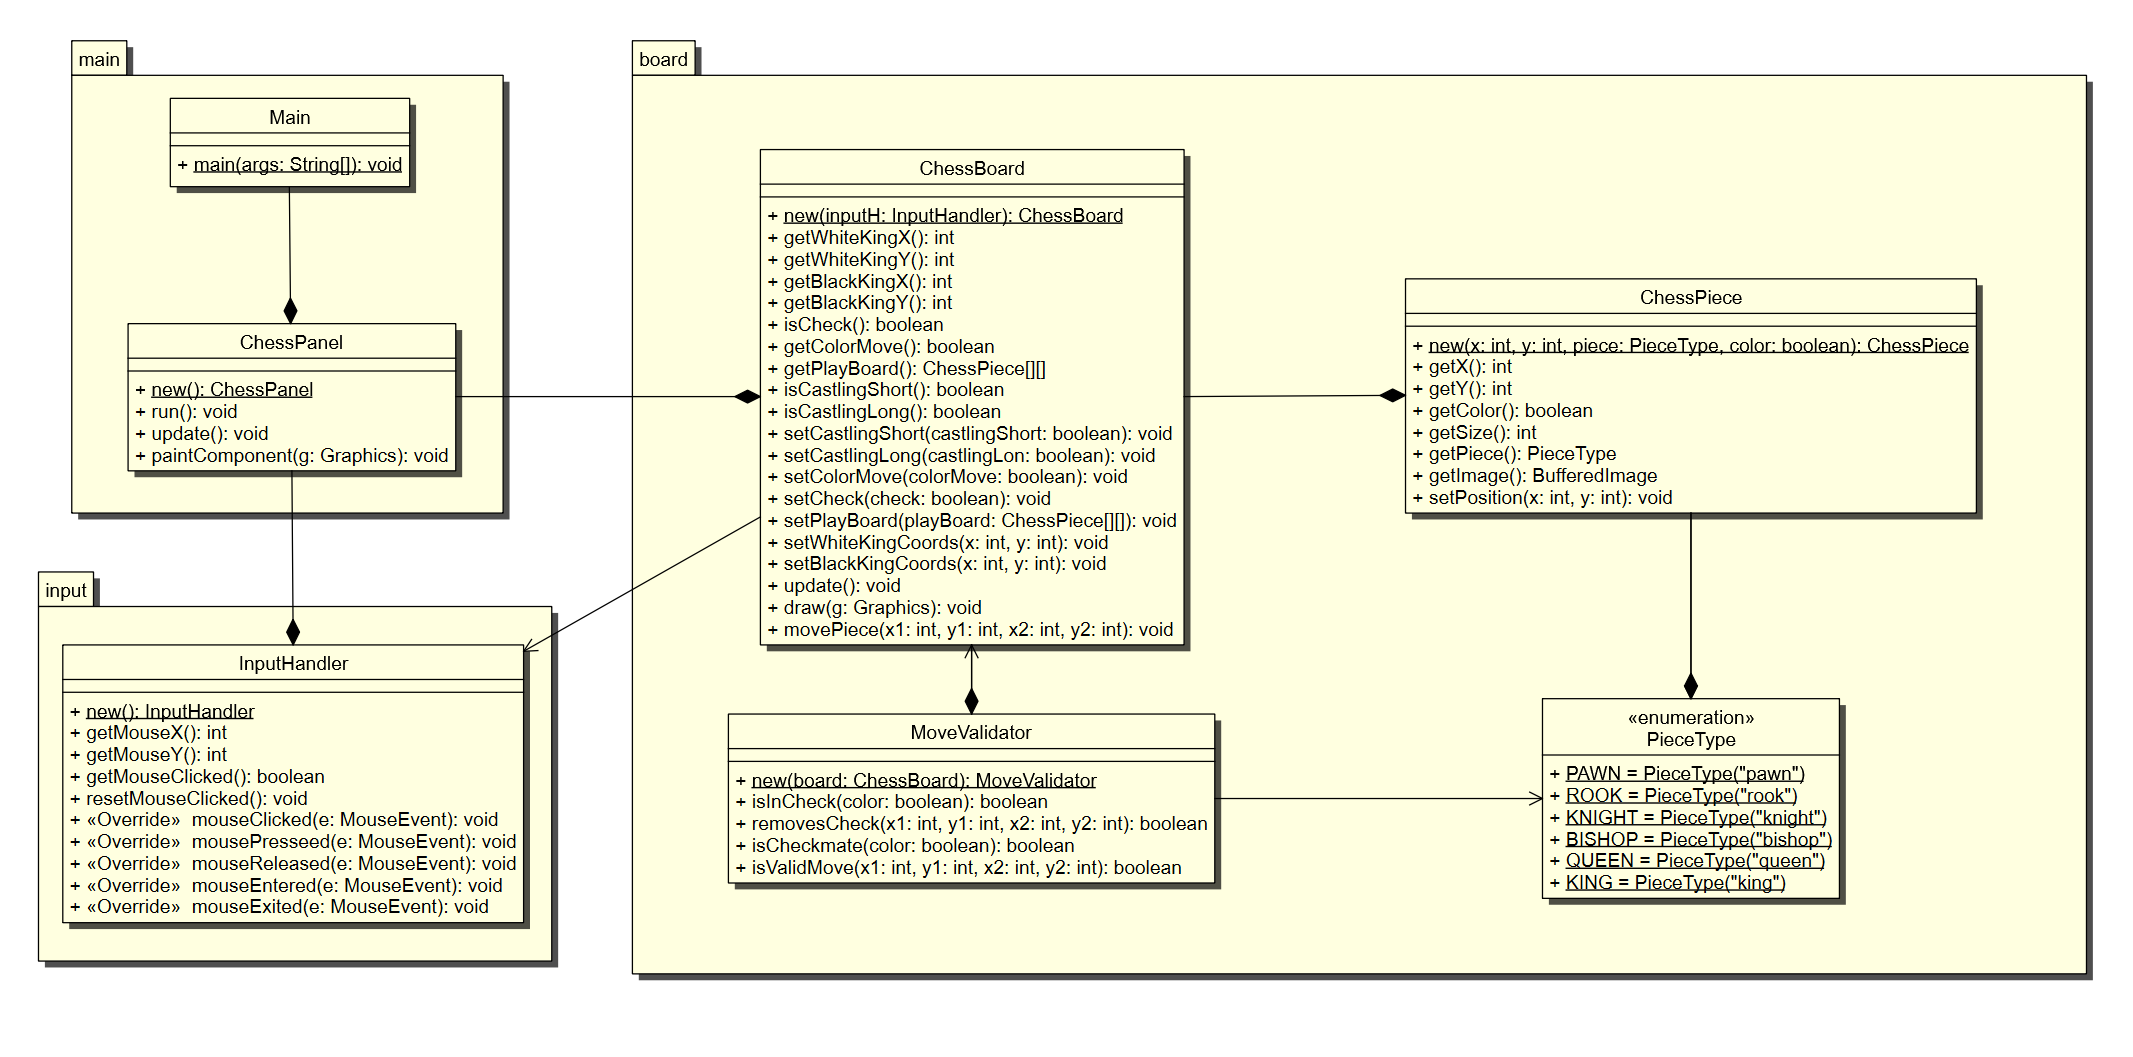 main
Main
+ main(args: String[]): void
ChessPanel
+ new(): ChessPanel
+ run(): void
+ update(): void
+ paintComponent(g: Graphics): void
input
InputHandler
+ new(): InputHandler
+ getMouseX(): int
+ getMouseY(): int
+ getMouseClicked(): boolean
+ resetMouseClicked(): void
+ «Override» mouseClicked(e: MouseEvent): void
+ «Override» mousePresseed(e: MouseEvent): void
+ «Override» mouseReleased(e: MouseEvent): void
+ «Override» mouseEntered(e: MouseEvent): void
+ «Override» mouseExited(e: MouseEvent): void
board
ChessBoard
+ new(inputH: InputHandler): ChessBoard
+ getWhiteKingX(): int
+ getWhiteKingY(): int
+ getBlackKingX(): int
+ getBlackKingY(): int
+ isCheck(): boolean
+ getColorMove(): boolean
+ getPlayBoard(): ChessPiece[][]
+ isCastlingShort(): boolean
+ isCastlingLong(): boolean
+ setCastlingShort(castlingShort: boolean): void
+ setCastlingLong(castlingLon: boolean): void
+ setColorMove(colorMove: boolean): void
+ setCheck(check: boolean): void
+ setPlayBoard(playBoard: ChessPiece[][]): void
+ setWhiteKingCoords(x: int, y: int): void
+ setBlackKingCoords(x: int, y: int): void
+ update(): void
+ draw(g: Graphics): void
+ movePiece(x1: int, y1: int, x2: int, y2: int): void
MoveValidator
+ new(board: ChessBoard): MoveValidator
+ isInCheck(color: boolean): boolean
+ removesCheck(x1: int, y1: int, x2: int, y2: int): boolean
+ isCheckmate(color: boolean): boolean
+ isValidMove(x1: int, y1: int, x2: int, y2: int): boolean
ChessPiece
+ new(x: int, y: int, piece: PieceType, color: boolean): ChessPiece
+ getX(): int
+ getY(): int
+ getColor(): boolean
+ getSize(): int
+ getPiece(): PieceType
+ getImage(): BufferedImage
+ setPosition(x: int, y: int): void
«enumeration»
PieceType
+ PAWN = PieceType("pawn")
+ ROOK = PieceType("rook")
+ KNIGHT = PieceType("knight")
+ BISHOP = PieceType("bishop")
+ QUEEN = PieceType("queen")
+ KING = PieceType("king")